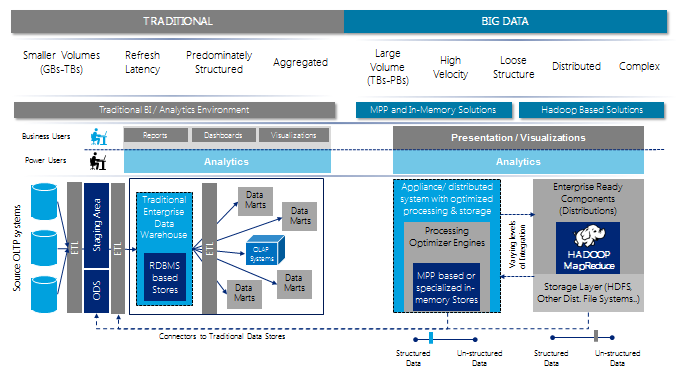 TRADITIONAL
BIG DATA
Smaller Volumes
(GBs-TBs)
Refresh
Latency
Predominately
Structured
Aggregated
Large
Volume
(TBs-PBs)
High
Velocity
Loose
Structure
Distributed
Complex
Traditional BI / Analytics Environment
MPP and In-Memory Solutions
Hadoop Based Solutions
Business Users
Reports
Dashboards
Visualizations
Presentation / Visualizations
Power Users
Analytics
Analytics
Source OLTP systems
ETL
Staging Area
ODS
ETL
Traditional
Enterprise
Data
Warehouse
RDBMS
based
Stores
ETL
Data
Marts
Data
Marts
OLAP
Systems
Data
Marts
Data
Marts
Appliance/ distributed
system with optimized
processing & storage
Processing
Optimizer Engines
MPP based or
specialized in-
memory Stores
Varying levels
of Integration
Enterprise Ready
Components
(Distributions)
HADOOP
MapReduce
Storage Layer (HDFS,
Other Dist. File Systems..)
Connectors to Traditional Data Stores
Structured
Data
Un-structured
Data
Structured
Data
Un-structured
Data